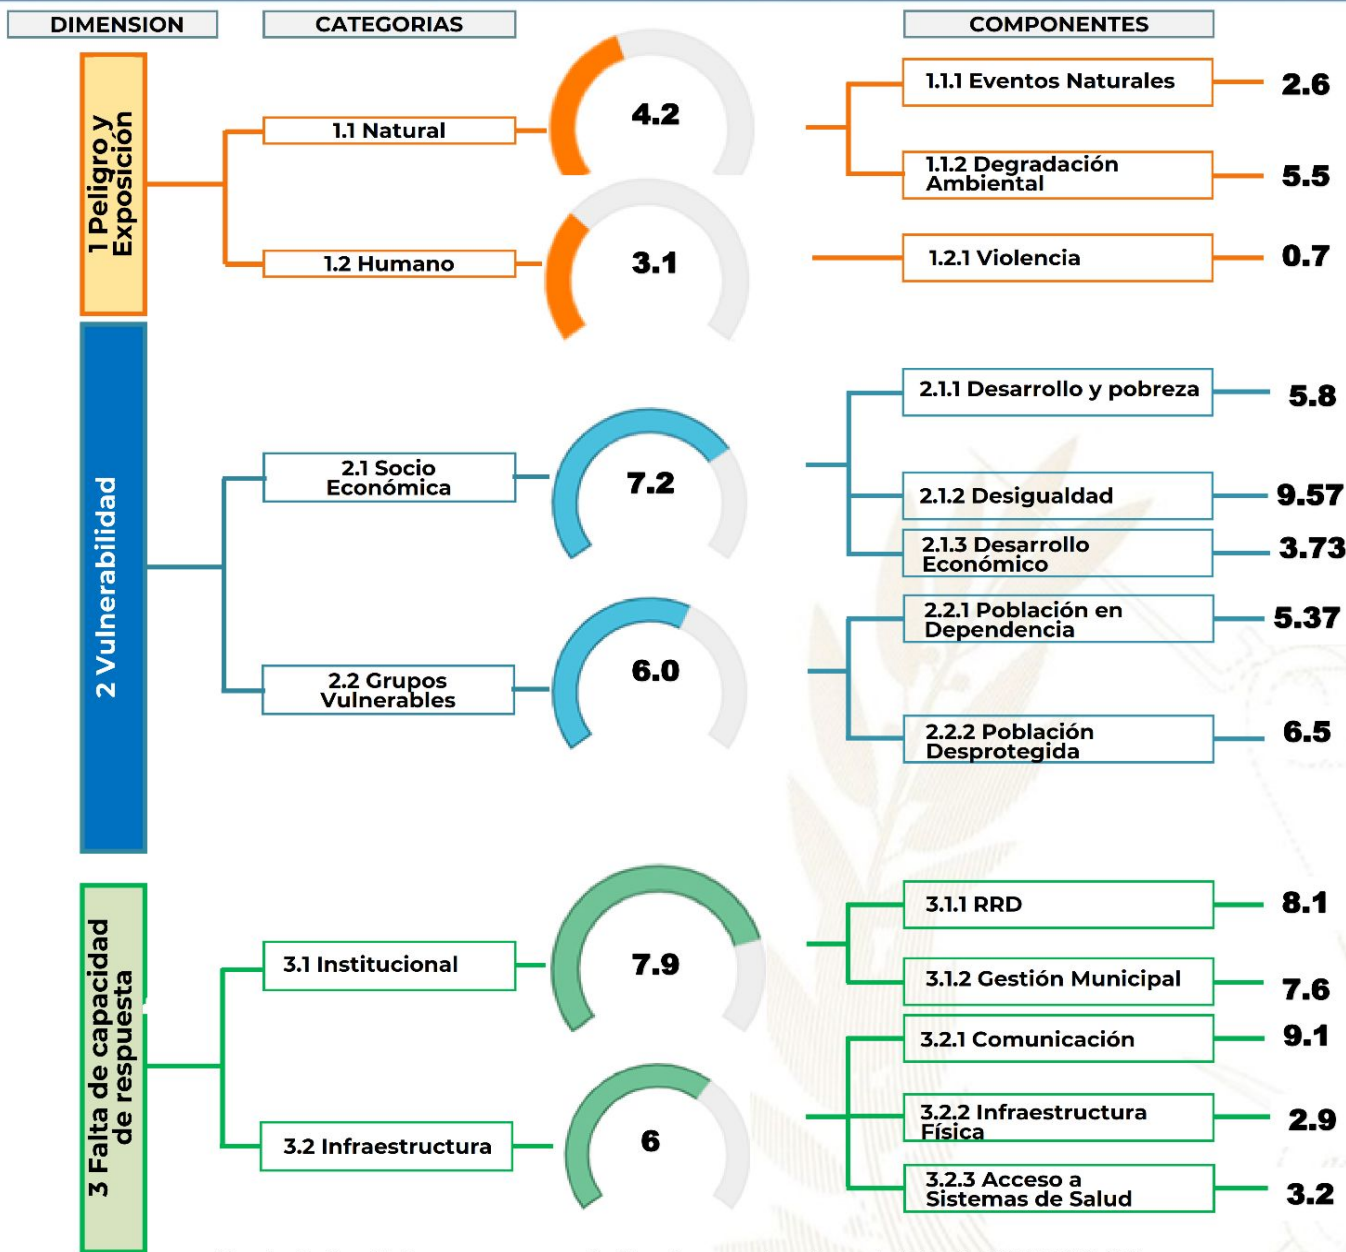 DIMENSION
CATEGORIAS
COMPONENTES
1 Peligro y
Exposición
1.1 Natural
4.2
1.1.1 Eventos Naturales
2.6
1.1.2 Degradación
Ambiental
5.5
1.2 Humano
3.1
1.2.1 Violencia
0.7
2 Vulnerabilidad
2.1 Socio
Económica
7.2
2.1.1 Desarrollo y pobreza
5.8
2.1.2 Desigualdad
9.57
2.1.3 Desarrollo
Económico
3.73
2.2 Grupos
Vulnerables
6.0
2.2.1 Población en
Dependencia
5.37
2.2.2 Población
Desprotegida
6.5
3 Falta de capacidad
de respuesta
3.1 Institucional
7.9
3.1.1 RRD
8.1
3.1.2 Gestión Municipal
7.6
3.2 Infraestructura
6
3.2.1 Comunicación
9.1
3.2.2 Infraestructura
Física
2.9
3.2.3 Acceso a
Sistemas de Salud
3.2